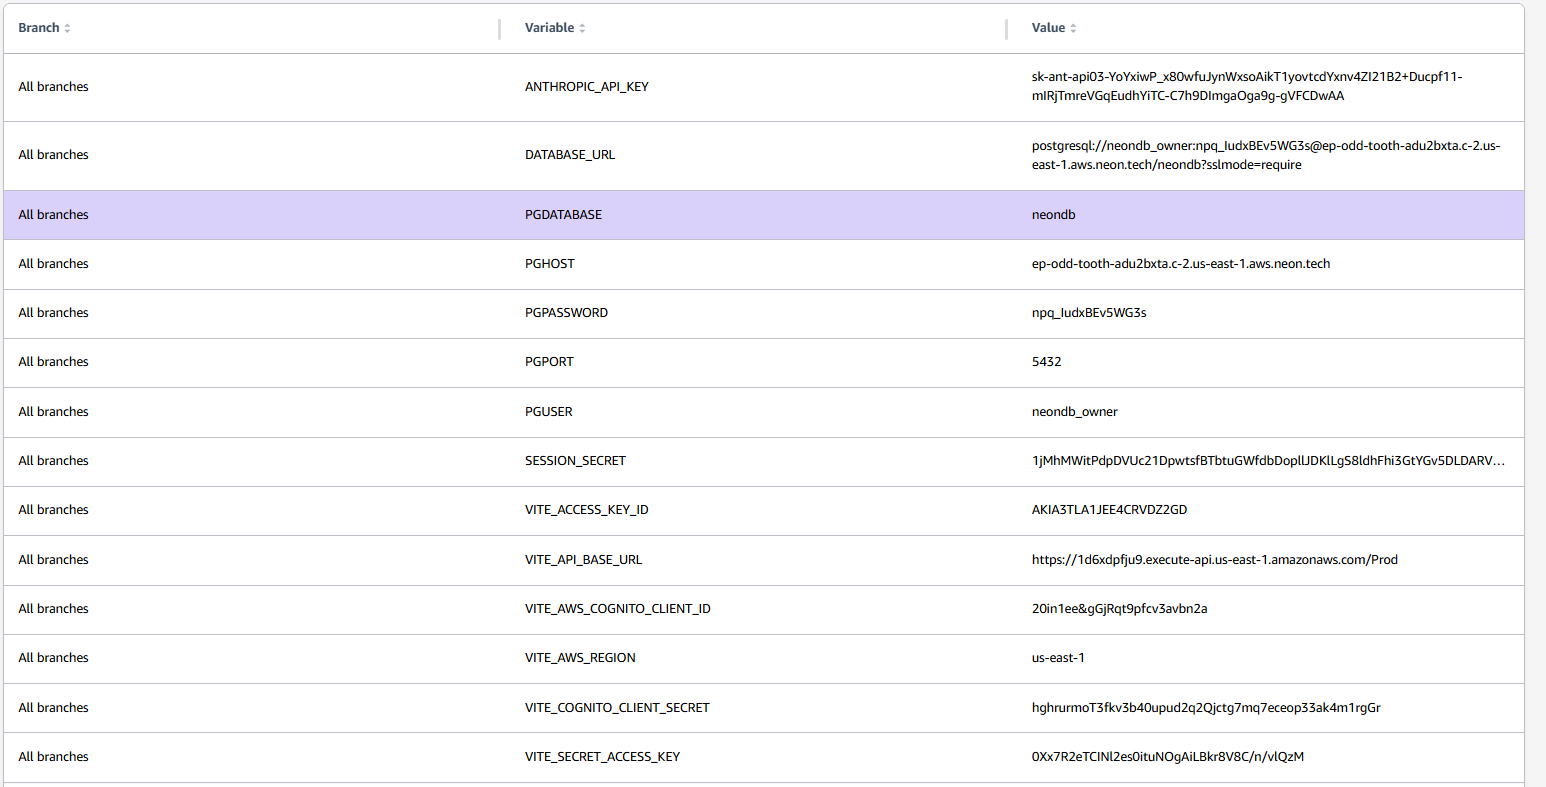 Branch Variable Value
All branches ANTHROPIC_API_KEY sk-ant-api03-YoYxiwP_x80wfuJynWxsoAikT1yovtcdYxnv4ZI21B2+Ducpf11-
mIRjTmreVGqEudhYiTC-C7h9DImgaOga9g-gVFCDwAA
All branches DATABASE_URL postgresql://neondb_owner:npq_IudxBEv5WG3s@ep-odd-tooth-adu2bxta.c-2.us-
east-1.aws.neon.tech/neondb?sslmode=require
All branches PGDATABASE neondb
All branches PGHOST ep-odd-tooth-adu2bxta.c-2.us-east-1.aws.neon.tech
All branches PGPASSWORD npq_IudxBEv5WG3s
All branches PGPORT 5432
All branches PGUSER neondb_owner
All branches SESSION_SECRET 1jMhMWitPdpDVUc21DpwtsfBTbtuGWfdbDopllJDKlLgS8ldhFhi3GtYGv5DLDARV...
All branches VITE_ACCESS_KEY_ID AKIA3TLA1JEE4CRVDZ2GD
All branches VITE_API_BASE_URL https://1d6xdpfju9.execute-api.us-east-1.amazonaws.com/Prod
All branches VITE_AWS_COGNITO_CLIENT_ID 20in1ee&gGjRqt9pfcv3avbn2a
All branches VITE_AWS_REGION us-east-1
All branches VITE_COGNITO_CLIENT_SECRET hghrurmoT3fkv3b40upud2q2Qjctg7mq7eceop33ak4m1rgGr
All branches VITE_SECRET_ACCESS_KEY 0Xx7R2eTCINl2es0ituNOgAiLBkr8V8C/n/vlQzM